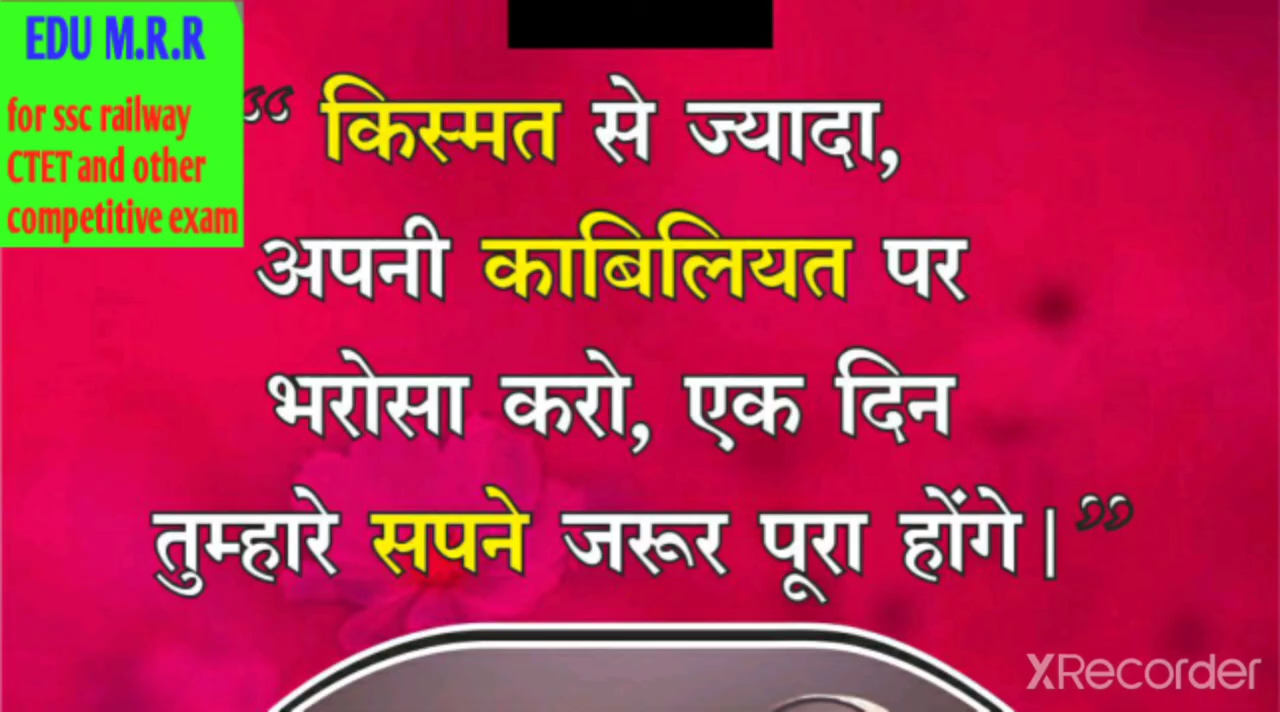 EDU M.R.R
for ssc railway
CTET and other
competitive exam
“ किस्मत से ज्यादा,
अपनी काबिलियत पर
भरोसा करो, एक दिन
तुम्हारे सपने जरूर पूरा होंगे।”
XRecorder